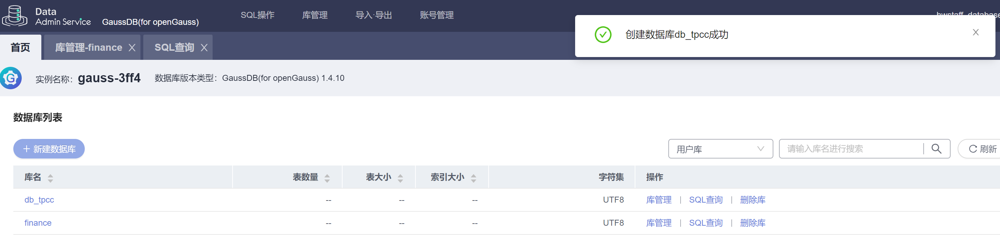 Data
Admin Service
GaussDB(for openGauss)
SQL操作
库管理
导入·导出
账号管理
创建数据库db_tpcc成功
首页
库管理-finance
SQL查询
实例名称：gauss-3ff4
数据库版本类型：GaussDB(for openGauss) 1.4.10
数据库列表
新建数据库
用户库
请输入库名进行搜索
刷新
库名 表数量 表大小 索引大小 字符集 操作
db_tpcc -- -- -- UTF8 库管理 | SQL查询 | 删除库
finance -- -- -- UTF8 库管理 | SQL查询 | 删除库